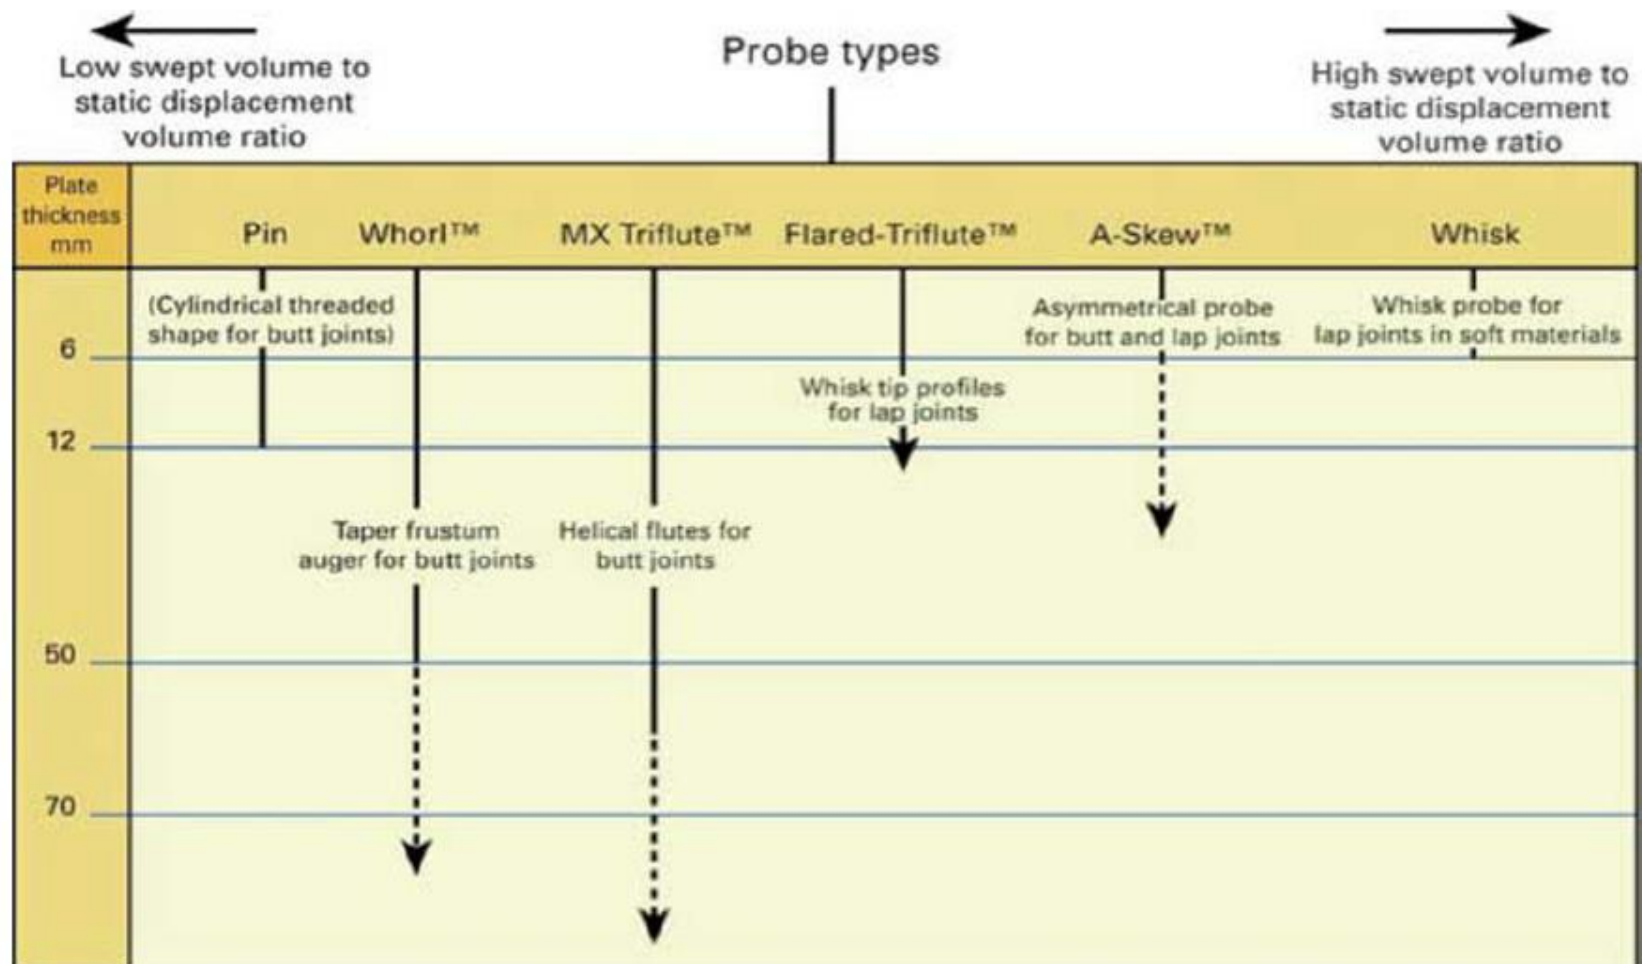 Low swept volume to
static displacement
volume ratio
Probe types
High swept volume to
static displacement
volume ratio
Plate
thickness
mm
Pin
Whorl™
MX Triflute™
Flared-Triflute™
A-Skew™
Whisk
(Cylindrical threaded
shape for butt joints)
Asymmetrical probe
for butt and lap joints
Whisk probe for
lap joints in soft materials
6
Whisk tip profiles
for lap joints
12
Taper frustum
auger for butt joints
Helical flutes for
butt joints
50
70